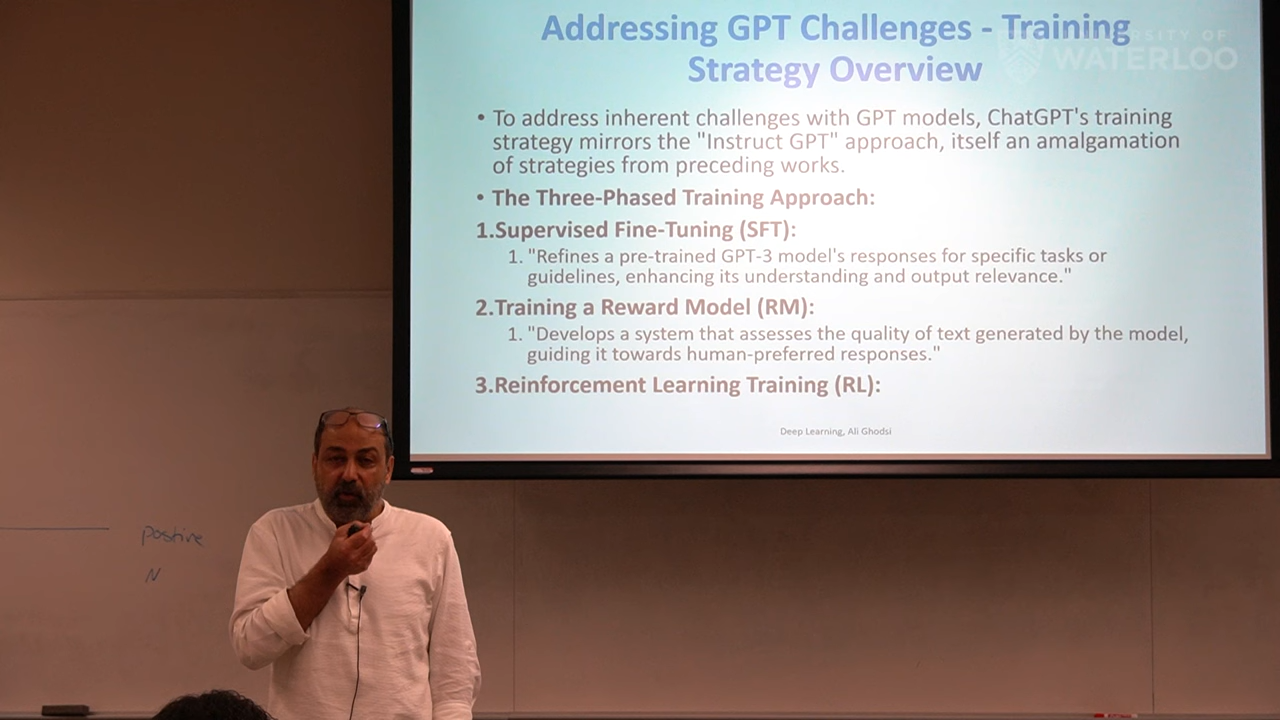 Addressing GPT Challenges - Training
Strategy Overview
UNIVERSITY OF
WATERLOO
• To address inherent challenges with GPT models, ChatGPT's training
strategy mirrors the "Instruct GPT" approach, itself an amalgamation
of strategies from preceding works.
• The Three-Phased Training Approach:
1.Supervised Fine-Tuning (SFT):
1. "Refines a pre-trained GPT-3 model's responses for specific tasks or
guidelines, enhancing its understanding and output relevance."
2.Training a Reward Model (RM):
1. "Develops a system that assesses the quality of text generated by the model,
guiding it towards human-preferred responses."
3.Reinforcement Learning Training (RL):
Deep Learning, Ali Ghodsi
positive
N